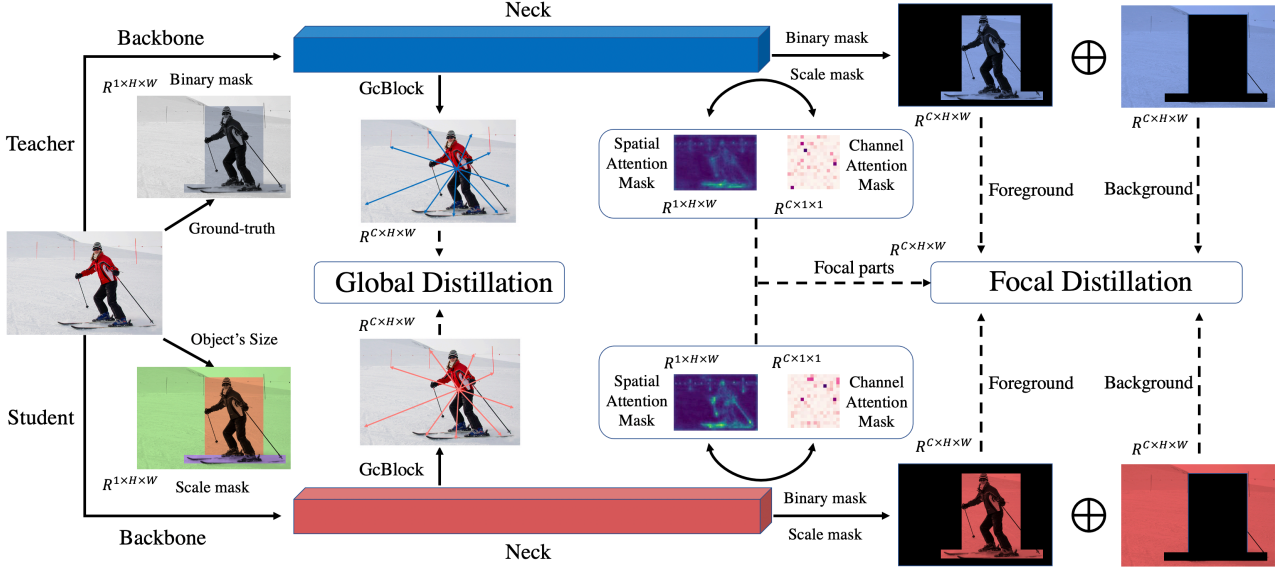 Neck
Backbone
Binary mask
Scale mask
R^{1×H×W}
Binary mask
GcBlock
Teacher
Spatial
Attention
Mask
Channel
Attention
Mask
R^{1×H×W}
R^{C×1×1}
R^{C×H×W}
R^{C×H×W}
Foreground
Background
Ground-truth
R^{C×H×W}
R^{C×H×W}
Global Distillation
Focal parts
Focal Distillation
R^{C×H×W}
Object's Size
R^{1×H×W}
R^{C×1×1}
Spatial
Attention
Mask
Channel
Attention
Mask
Foreground
Background
Student
R^{C×H×W}
R^{C×H×W}
GcBlock
R^{1×H×W}
Scale mask
Binary mask
Scale mask
Backbone
Neck